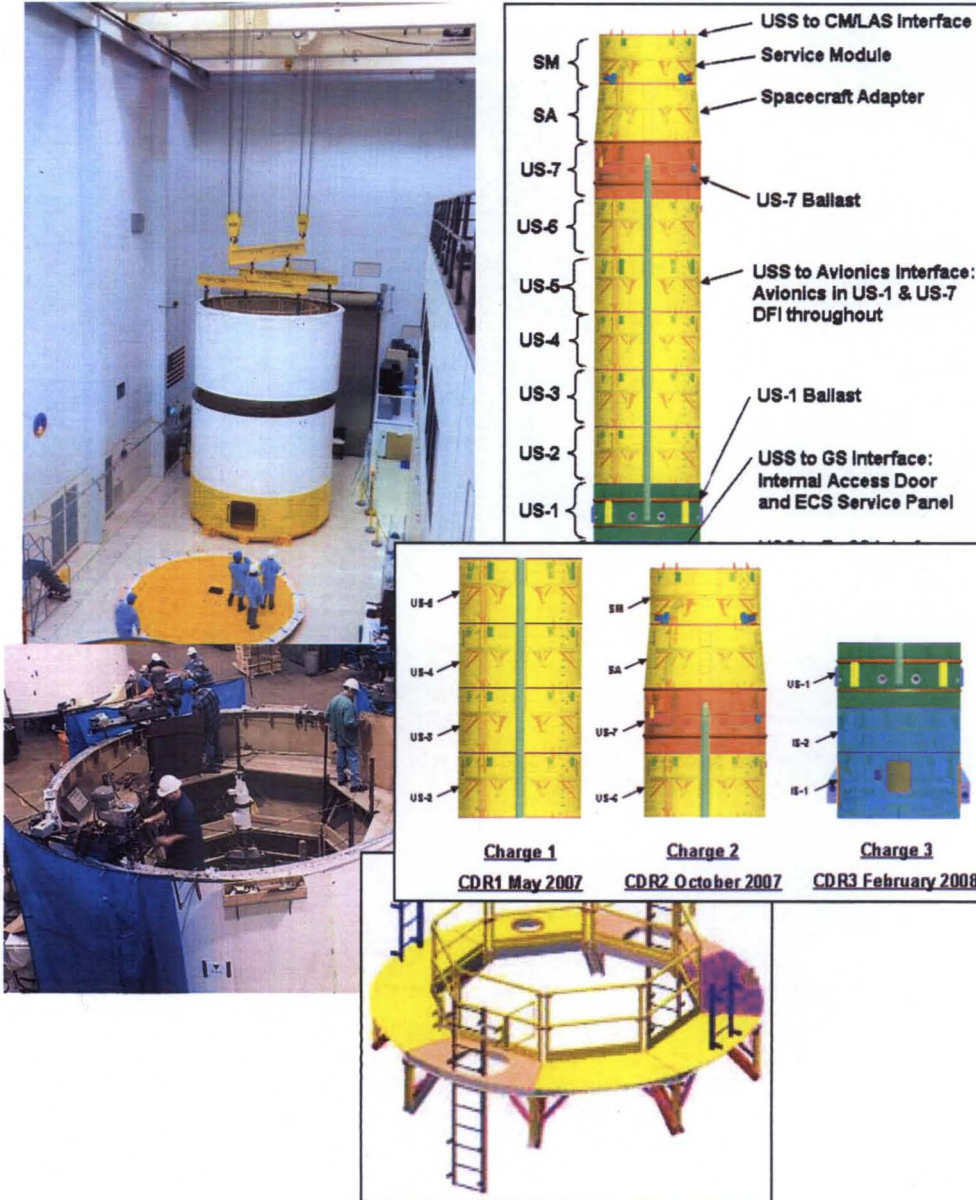 USS to CM/LAS Interface
SM
Service Module
SA
Spacecraft Adapter
US-7
US-7 Ballast
US-6
US-5
USS to Avionics Interface:
Avionics in US-1 & US-7
DFI throughout
US-4
US-3
US-1 Ballast
US-2
USS to GS Interface:
Internal Access Door
and ECS Service Panel
US-1
US-4
US-3
US-2
SM
SA
US-7
US-6
US-1
IS-2
IS-1
Charge 1
CDR1 May 2007
Charge 2
CDR2 October 2007
Charge 3
CDR3 February 2008